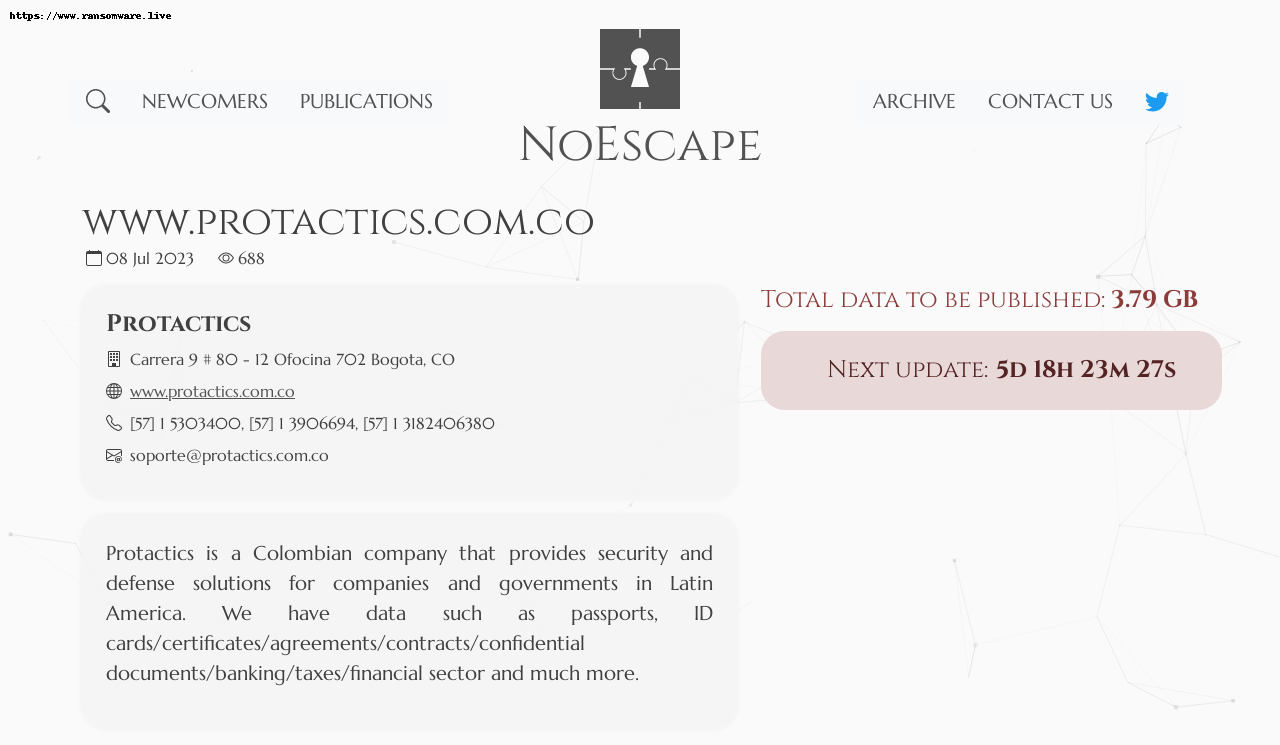 https://www.ransomware.live
NEWCOMERS PUBLICATIONS
ARCHIVE CONTACT US
NoEscape
www.protactics.com.co
08 Jul 2023 688
Total data to be published: 3.79 GB
Next update: 5d 18h 23m 27s
Protactics
Carrera 9 # 80 - 12 Ofocina 702 Bogota, CO
www.protactics.com.co
[57] 1 5303400, [57] 1 3906694, [57] 1 3182406380
soporte@protactics.com.co
Protactics is a Colombian company that provides security and
defense solutions for companies and governments in Latin
America. We have data such as passports, ID
cards/certificates/agreements/contracts/confidential
documents/banking/taxes/financial sector and much more.